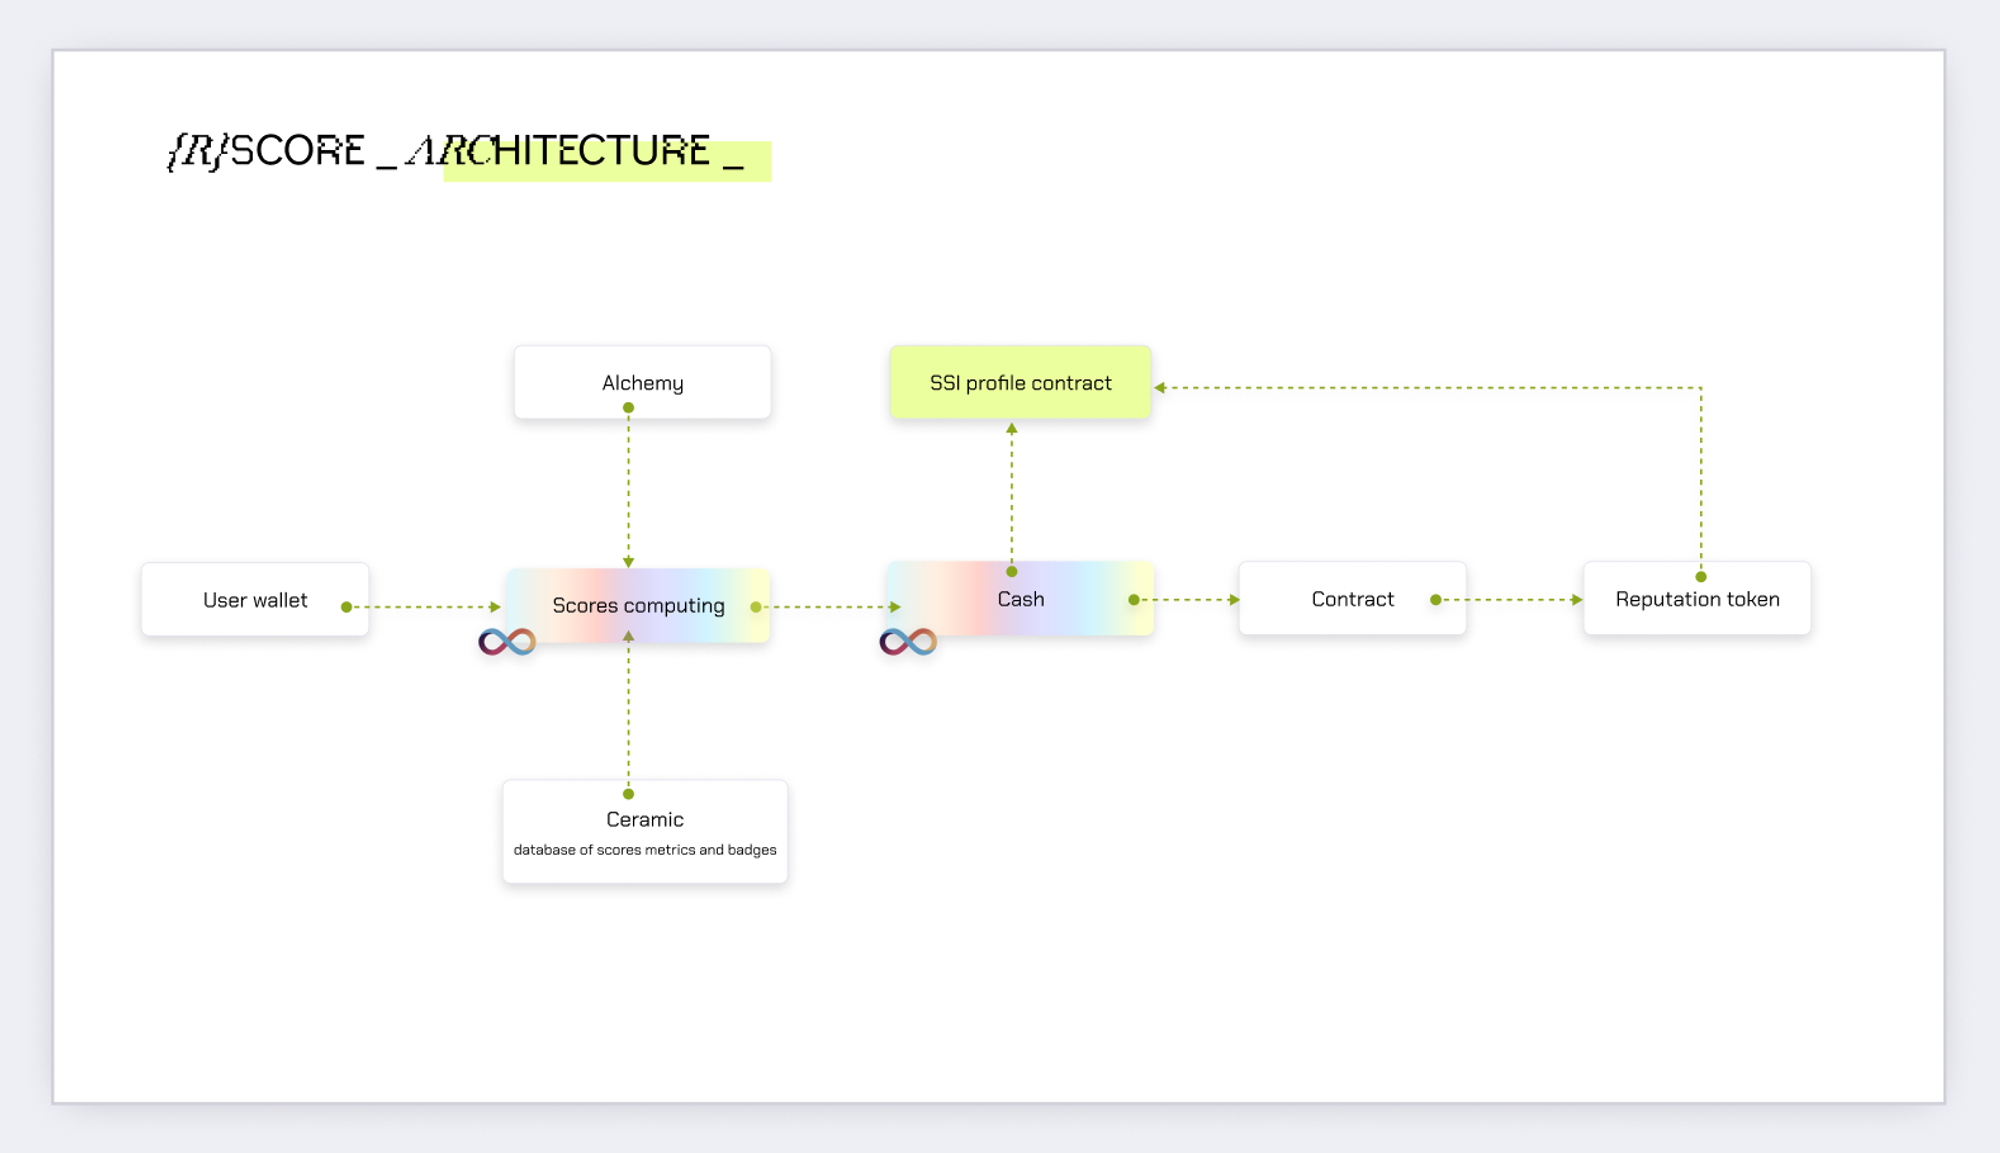 {R}SCORE _ ARCHITECTURE _
Alchemy
SSI profile contract
User wallet
Scores computing
Cash
Contract
Reputation token
Ceramic
database of scores metrics and badges